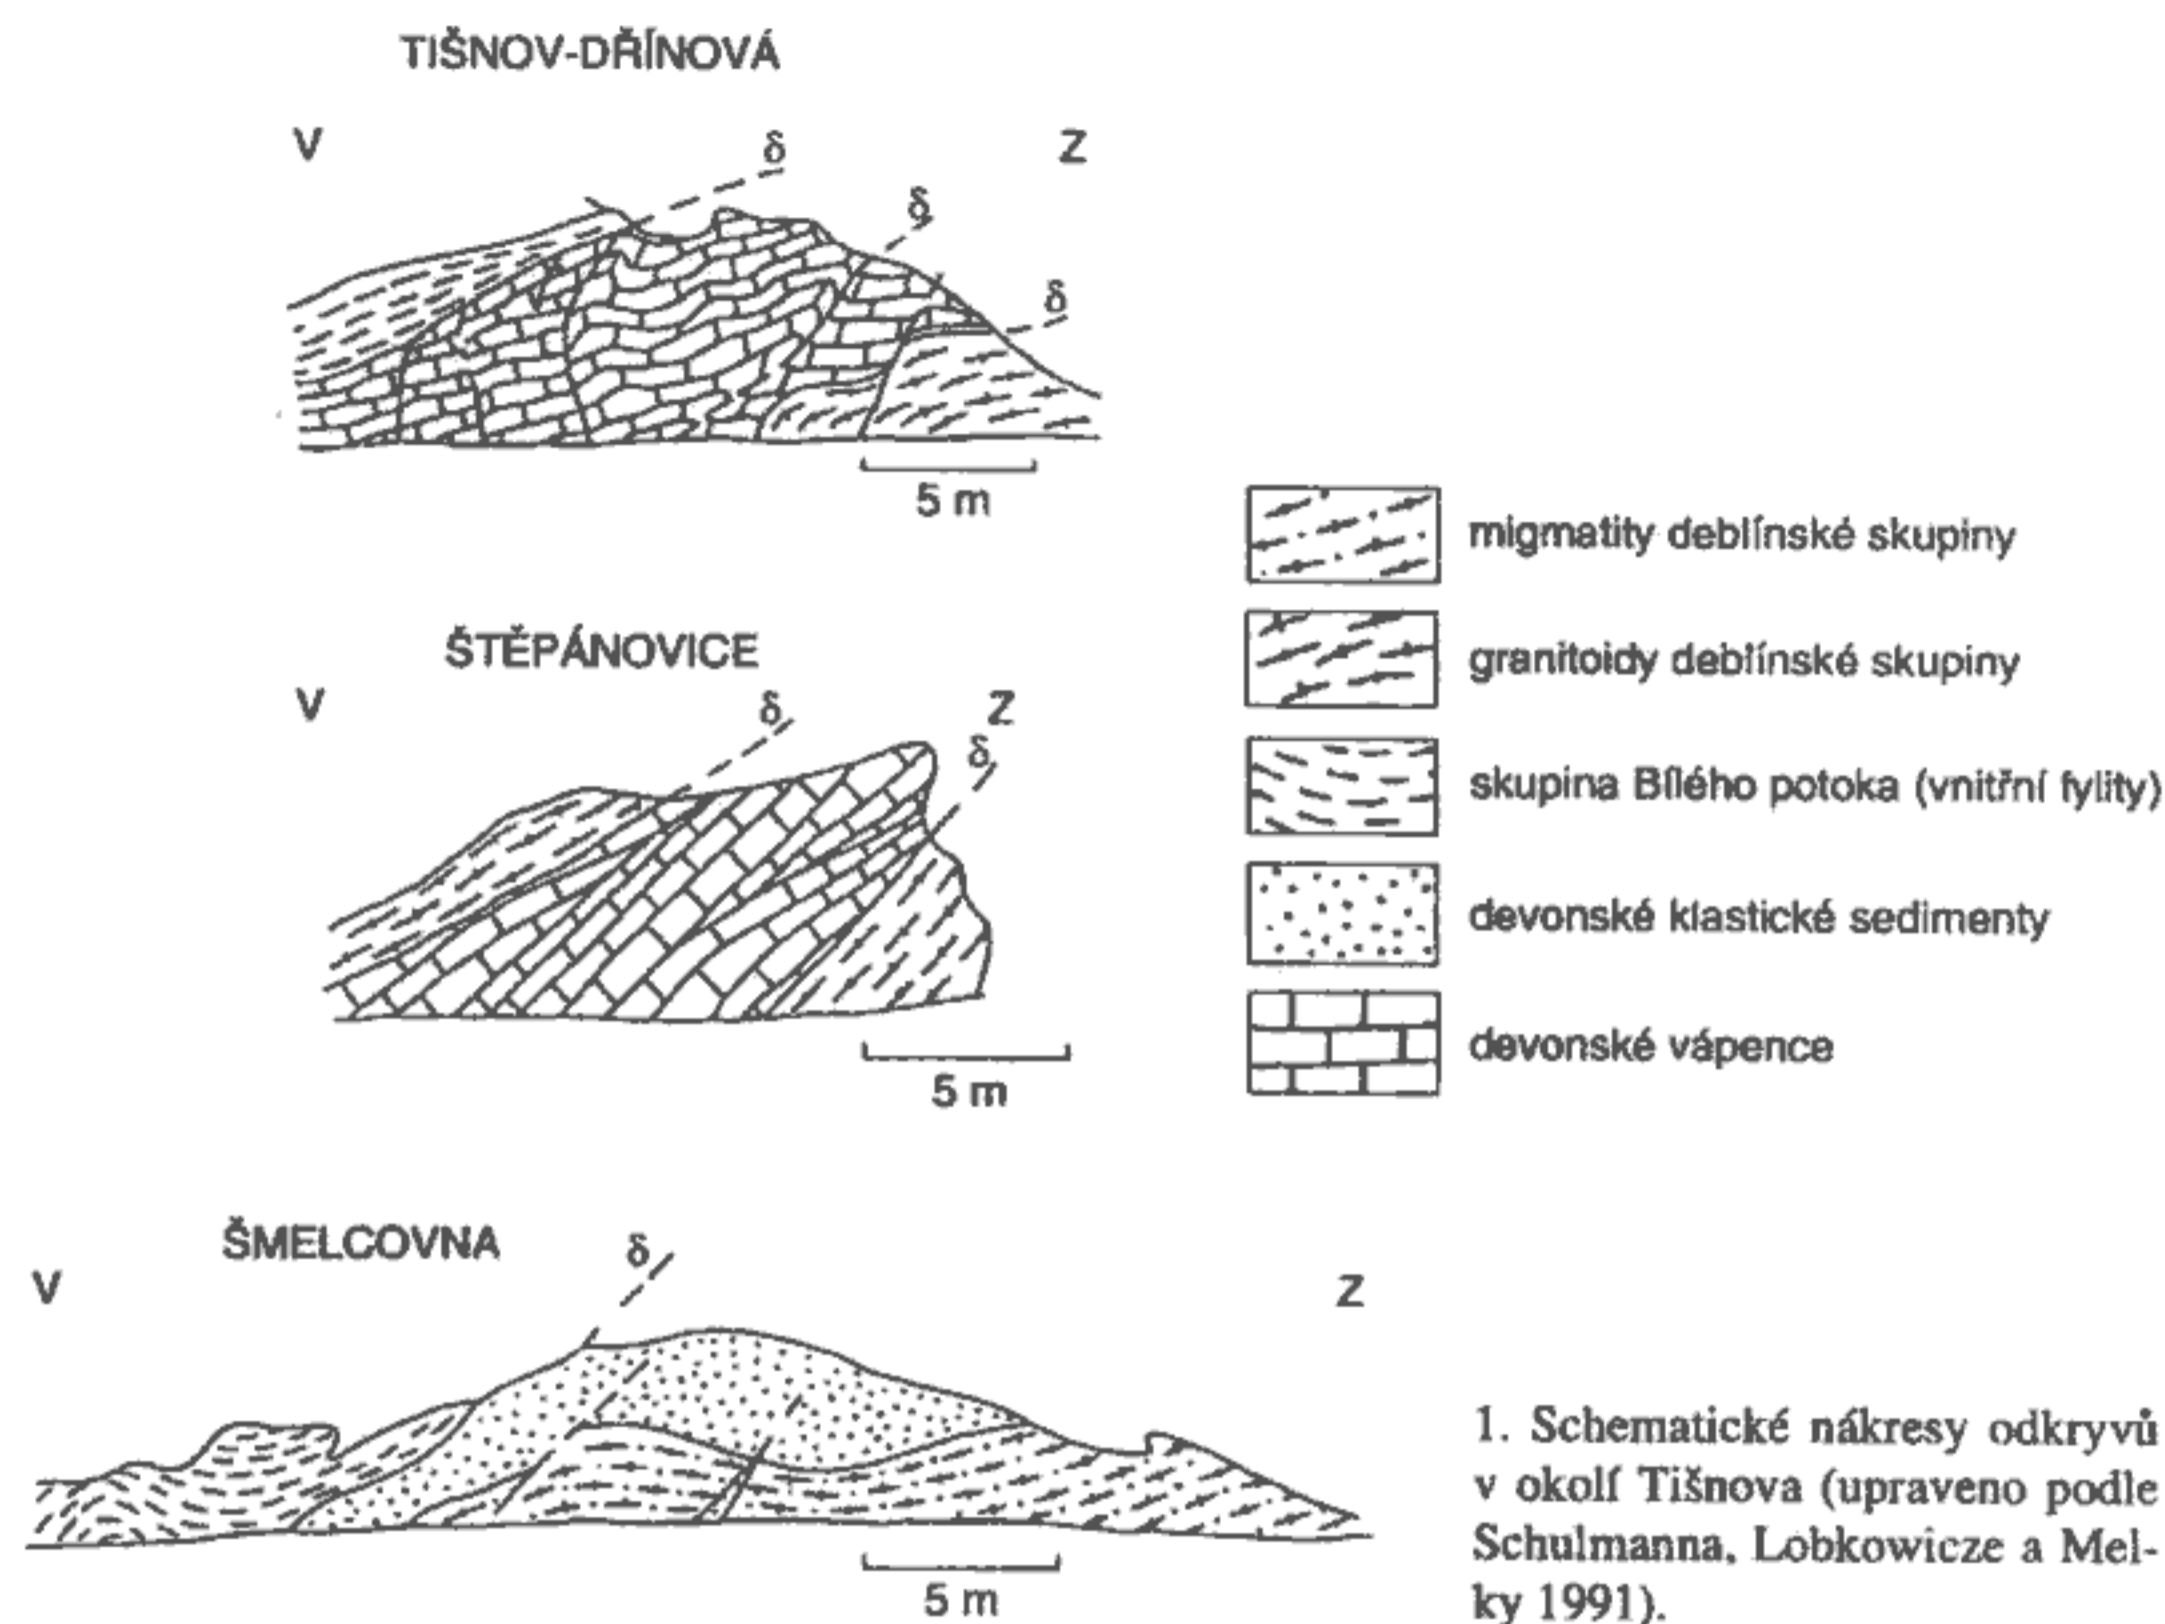 TIŠNOV-DŘÍNOVÁ
V
δ
Z
δ
δ
5 m
migmatity deblínské skupiny
granitoidy deblínské skupiny
skupina Bílého potoka (vnitřní fylity)
devonské klastické sedimenty
devonské vápence
ŠTĚPÁNOVICE
V
δ
Z
δ
5 m
ŠMELCOVNA
V
δ
Z
5 m
1. Schematické nákresy odkryvů
v okolí Tišnova (upraveno podle
Schulmanna, Lobkowicze a Mel-
ky 1991).